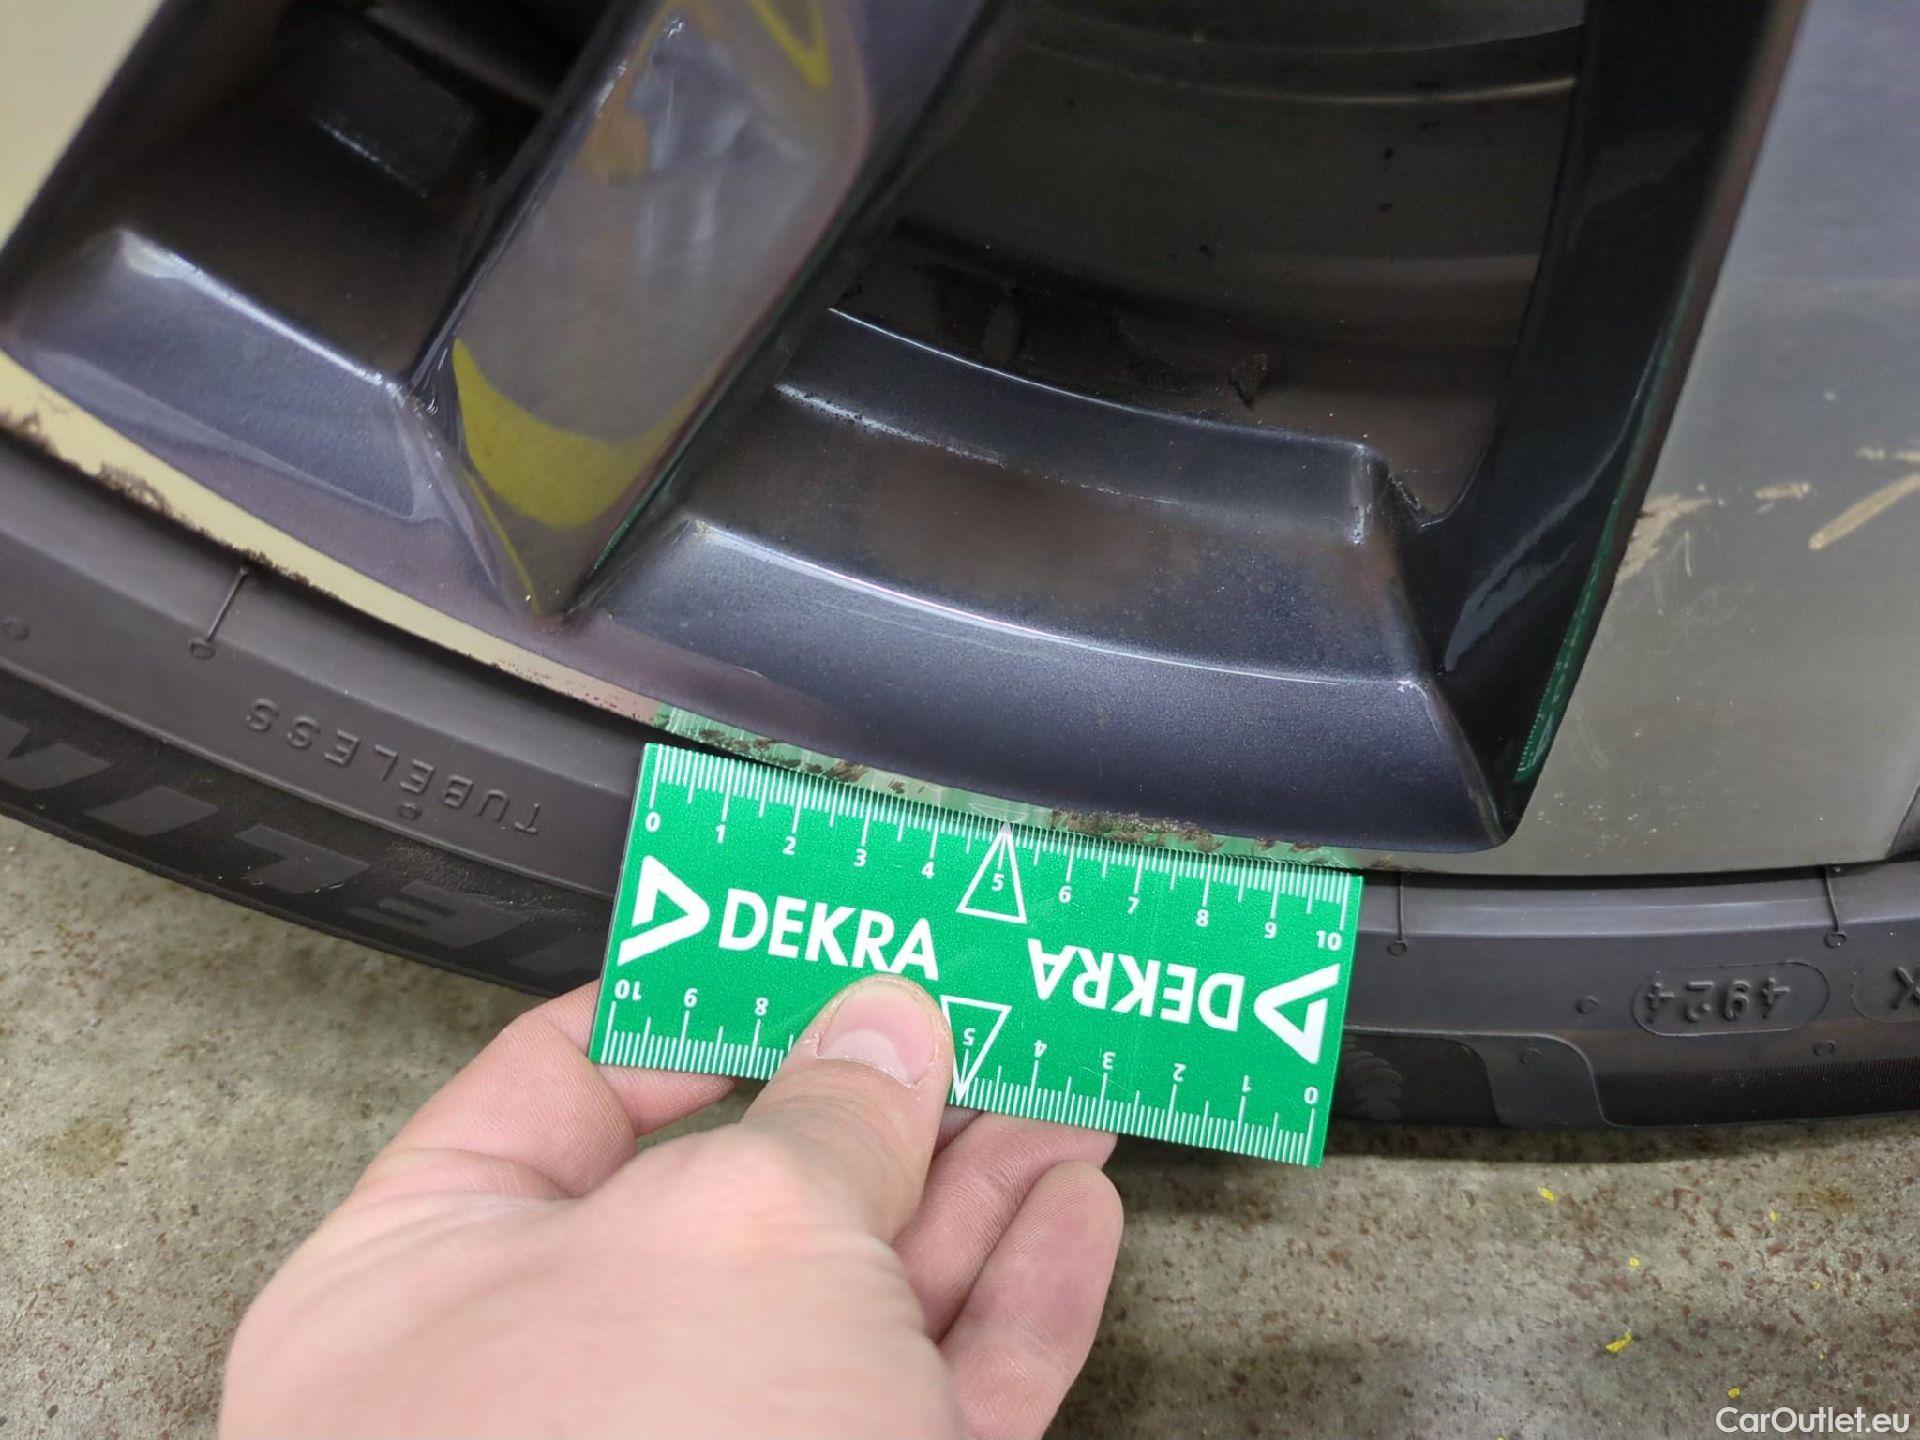 TUBELESS
0 1 2 3 4 5 6 7 8 9 10
DEKRA
DEKRA
10 9 8 5 4 3 2 1 0
4924
X
CarOutlet.eu